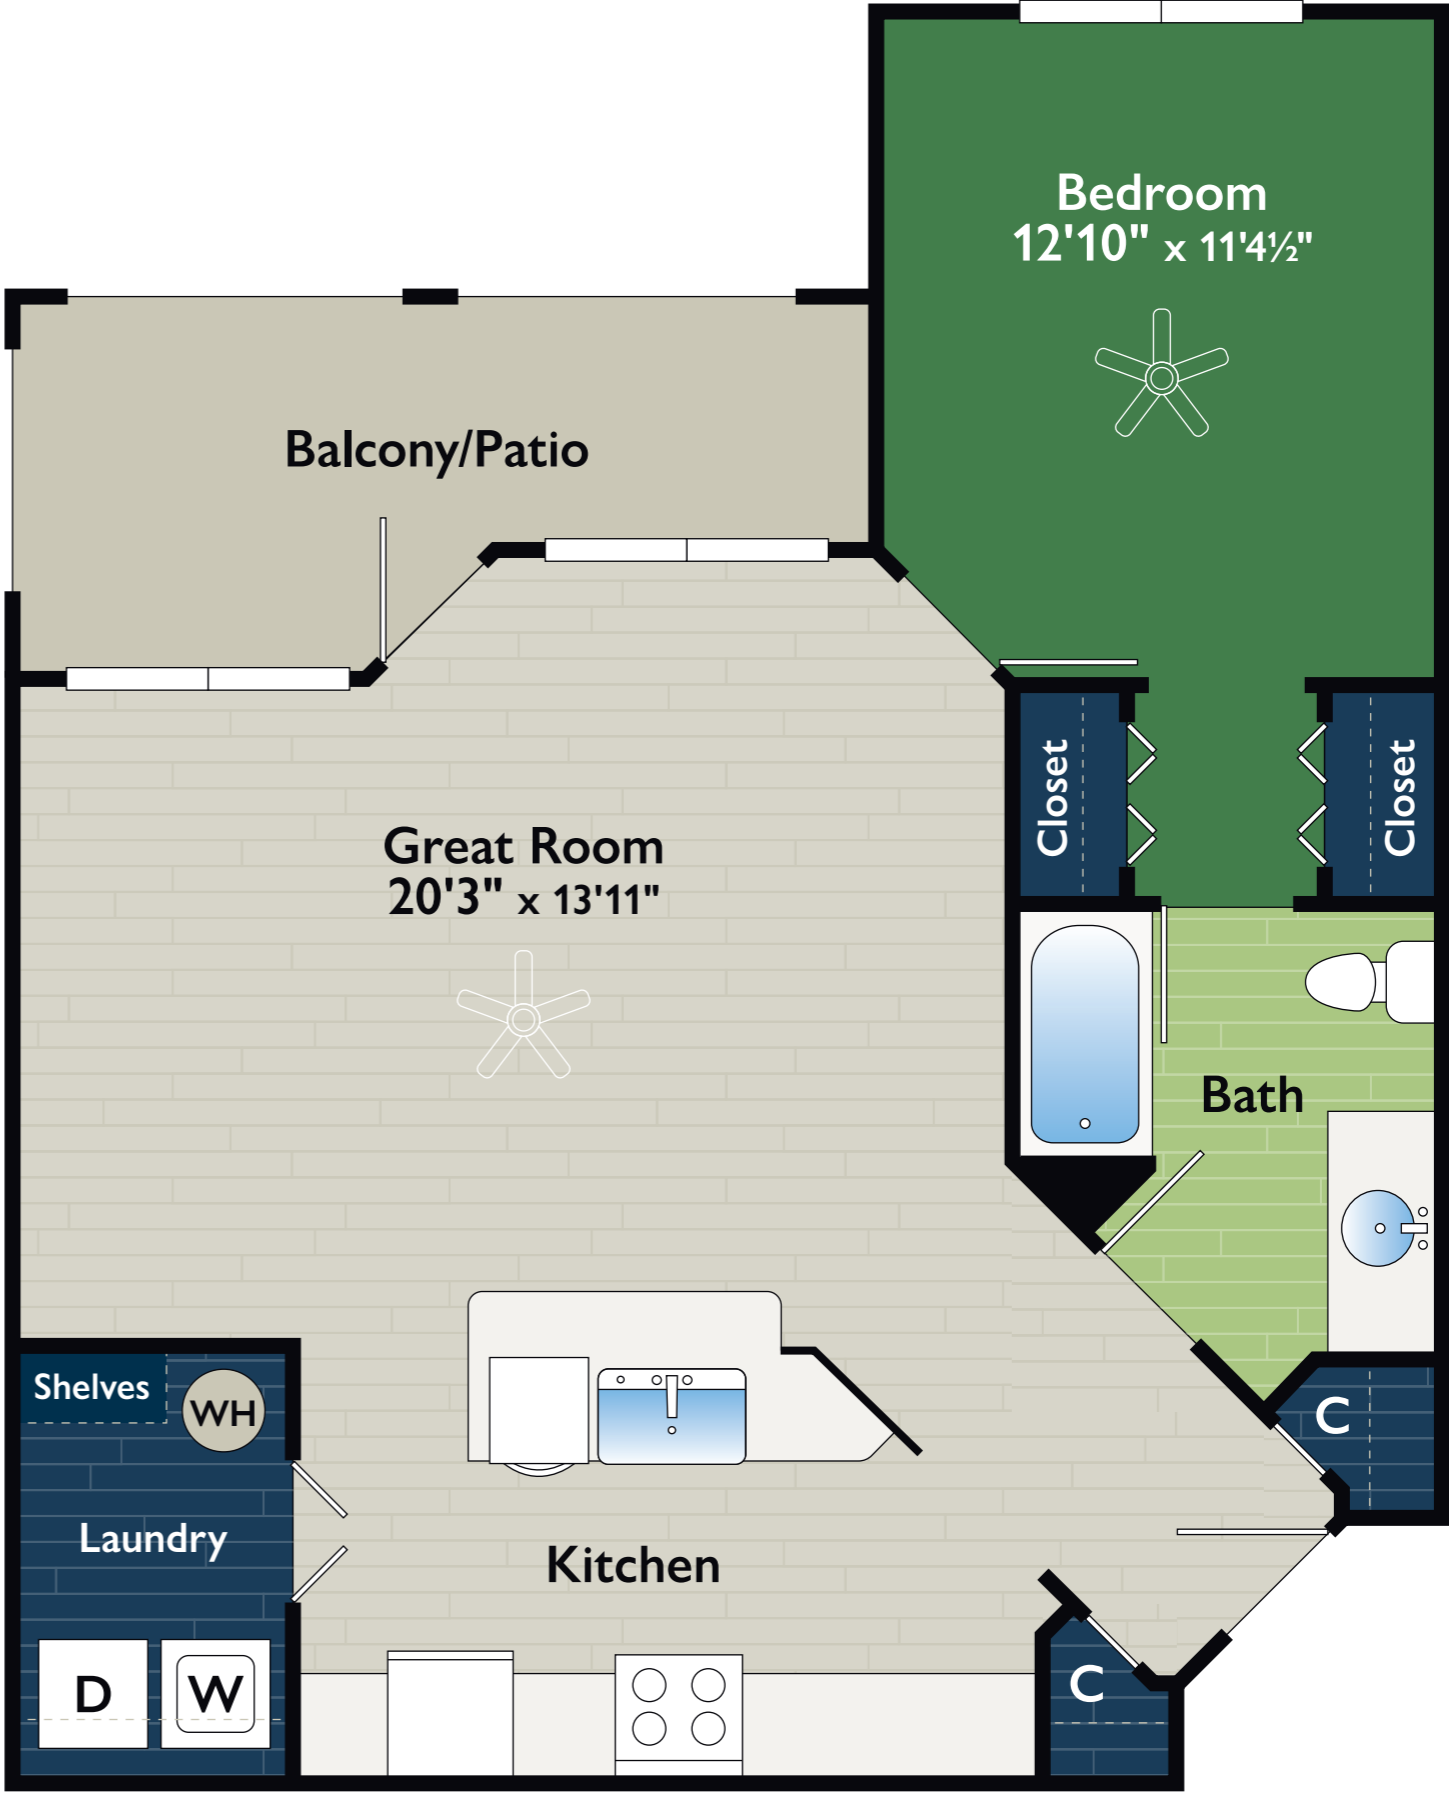 Bedroom
12'10" x 11'4½"
Balcony/Patio
Closet
Closet
Great Room
20'3" x 13'11"
Bath
Shelves
WH
C
Laundry
Kitchen
D
W
C